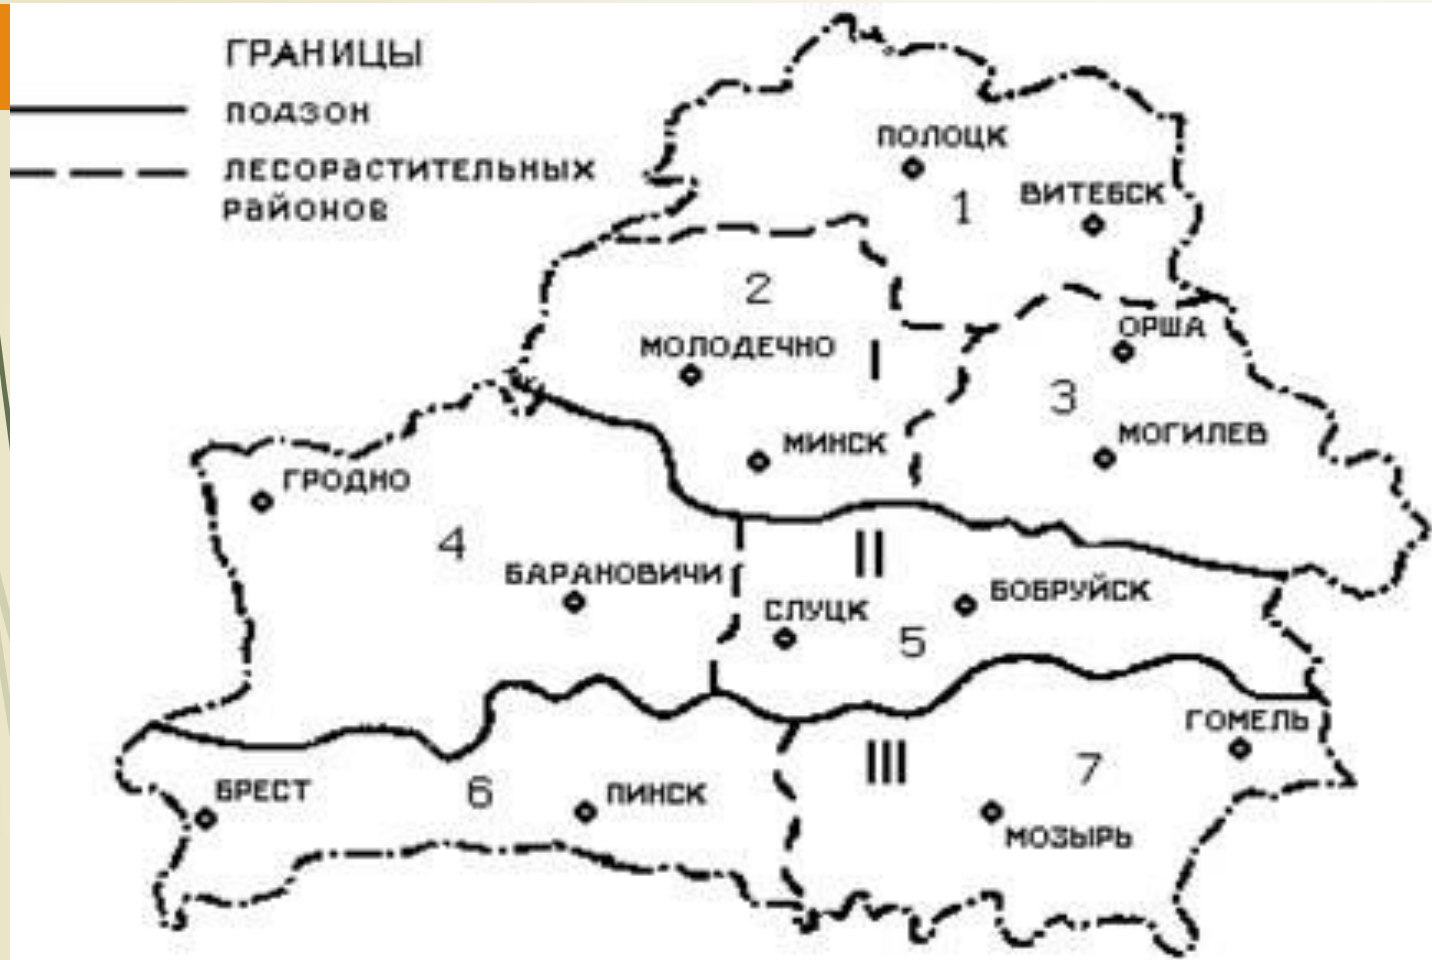 ГРАНИЦЫ
ПОДЗОН
ЛЕСОРАСТИТЕЛЬНЫХ
РАЙОНОВ
ПОЛОЦК
ВИТЕБСК
1
2
ОРША
МОЛОДЕЧНО
I
3
МИНСК
МОГИЛЕВ
ГРОДНО
4
II
БАРАНОВИЧИ
БОБРУЙСК
СЛУЦК
5
ГОМЕЛЬ
III
7
БРЕСТ
6
ПИНСК
МОЗЫРЬ